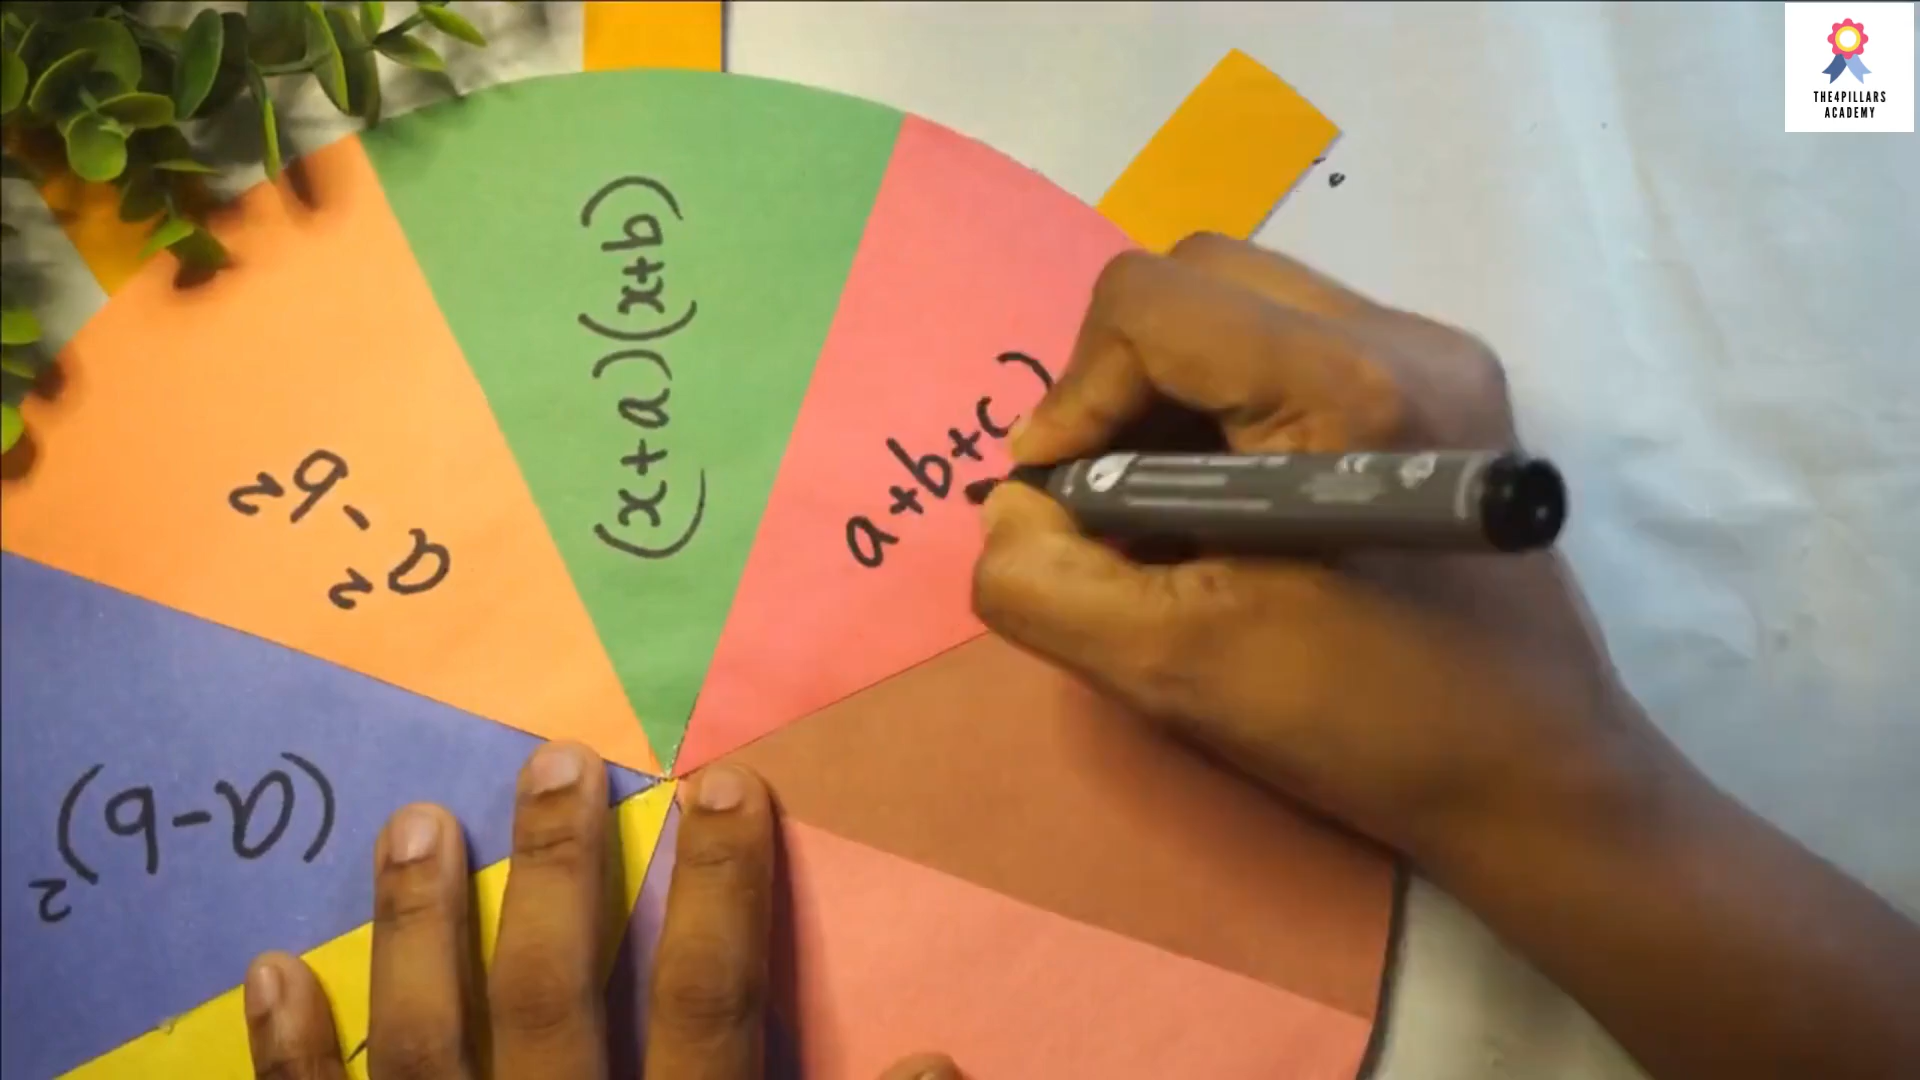 (a-b)²
a²-b²
(x+a)(x+b)
a+b+c)
THE4PILLARS
ACADEMY